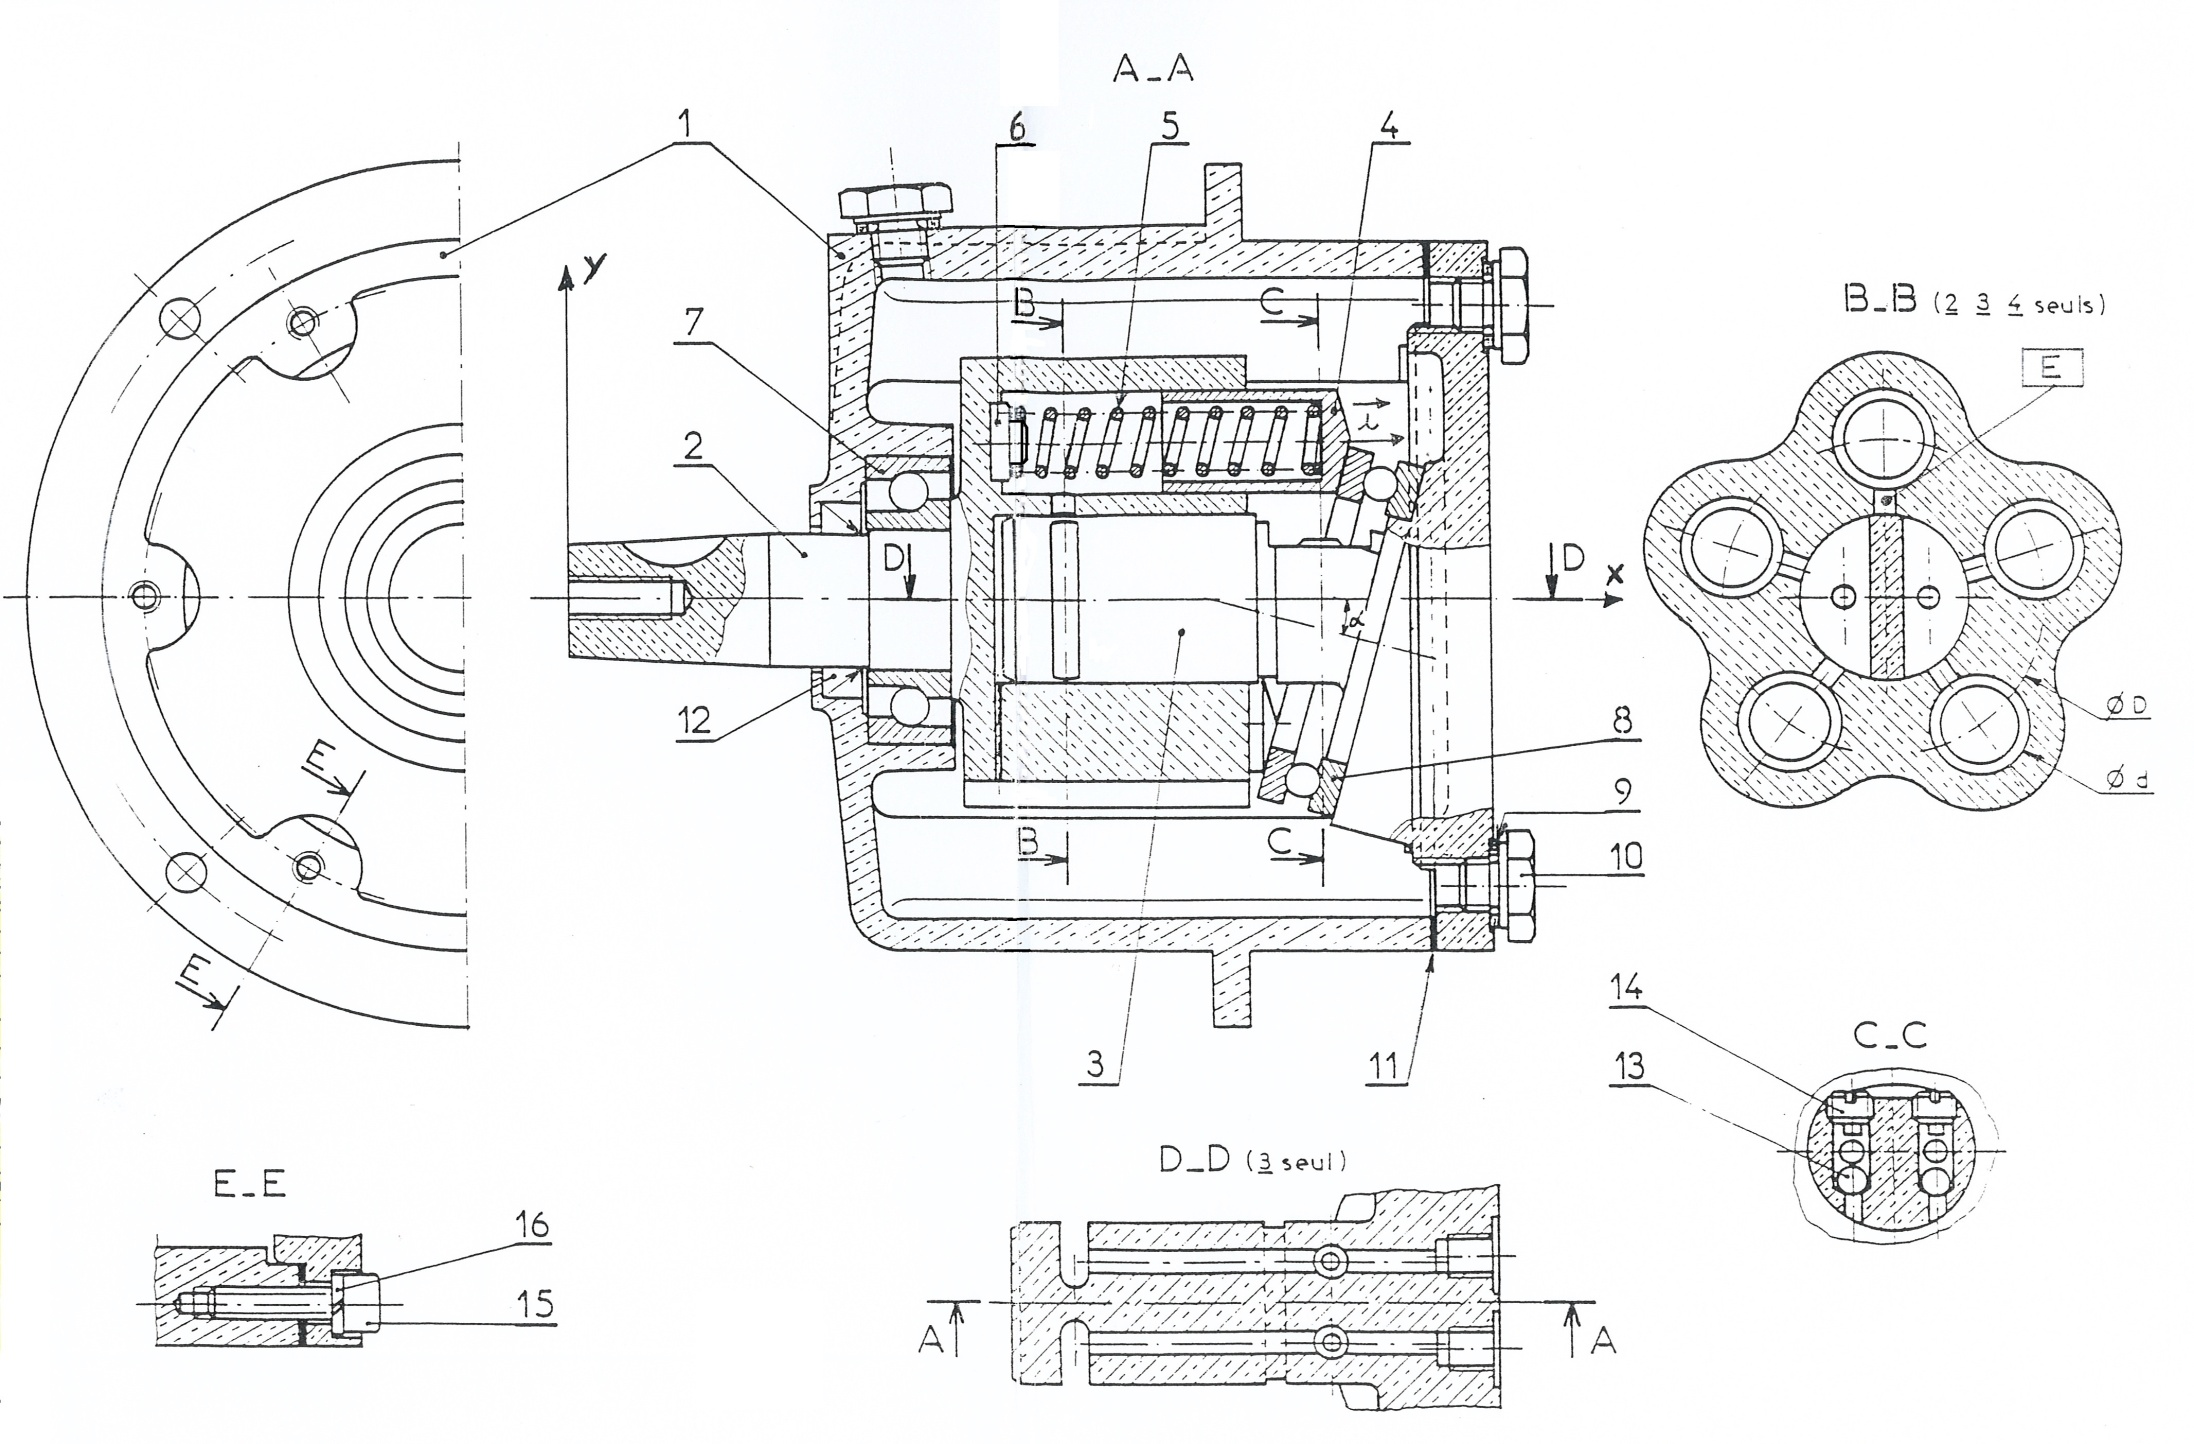 A_A
1
6
5
4
y
B
C
B_B (2 3 4 seuls)
7
i
E
2
D
D
x
α
12
ØD
8
Ød
9
B
C
10
E
E
14
C_C
3
11
13
D_D (3 seul)
E_E
16
15
A
A